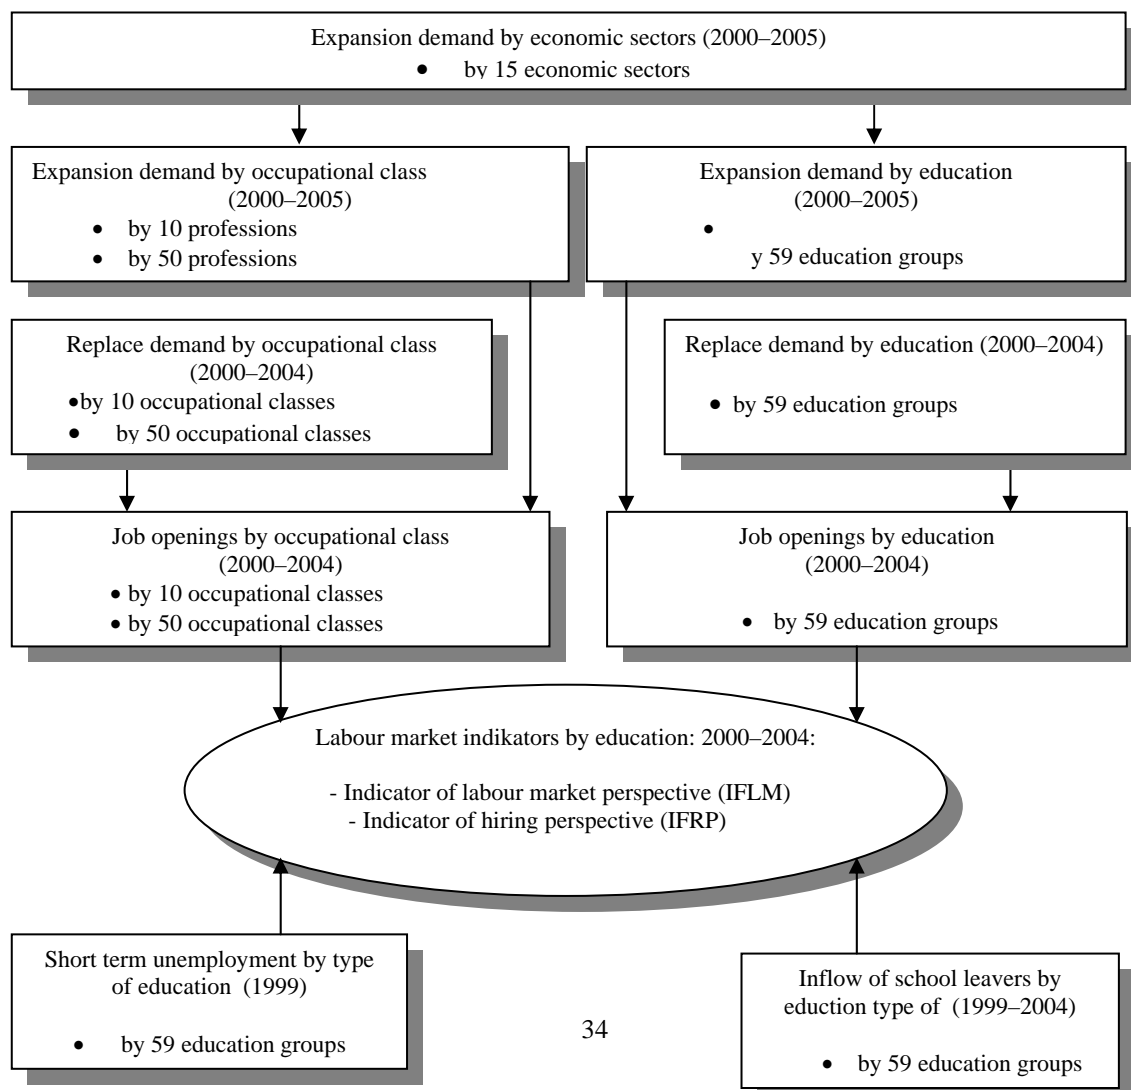 Expansion demand by economic sectors (2000–2005)
• by 15 economic sectors
Expansion demand by occupational class
(2000–2005)
• by 10 professions
• by 50 professions
Expansion demand by education
(2000–2005)
•
y 59 education groups
Replace demand by occupational class
(2000–2004)
•by 10 occupational classes
• by 50 occupational classes
Replace demand by education (2000–2004)
• by 59 education groups
Job openings by occupational class
(2000–2004)
• by 10 occupational classes
• by 50 occupational classes
Job openings by education
(2000–2004)
• by 59 education groups
Labour market indikators by education: 2000–2004:
- Indicator of labour market perspective (IFLM)
- Indicator of hiring perspective (IFRP)
Short term unemployment by type
of education (1999)
• by 59 education groups
34
Inflow of school leavers by
eduction type of (1999–2004)
• by 59 education groups